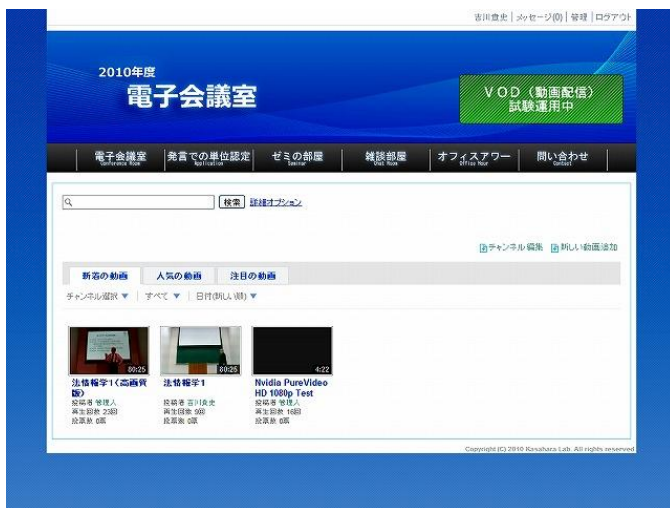 吉川貴史 | メッセージ(0) | 管理 | ログアウト
2010年度
電子会議室
VOD（動画配信）
試験運用中
電子会議室 発言での単位認定 ゼミの部屋 雑談部屋 オフィスアワー 問い合わせ
Conference Room Application Seminar Chat Room Office Hour Contact
検索 詳細オプション
チャンネル編集 新しい動画追加
新着の動画 人気の動画 注目の動画
チャンネル選択 ▼ | すべて ▼ | 日付(新しい順) ▼
80:25 80:25 4:22
法情報学1（高画質版）
投稿者 管理人
再生回数 23回
投票数 0票
法情報学1
投稿者 吉川貴史
再生回数 9回
投票数 0票
Nvidia PureVideo
HD 1080p Test
投稿者 管理人
再生回数 16回
投票数 0票
Copyright (C) 2010 Kasahara Lab. All rights reserved